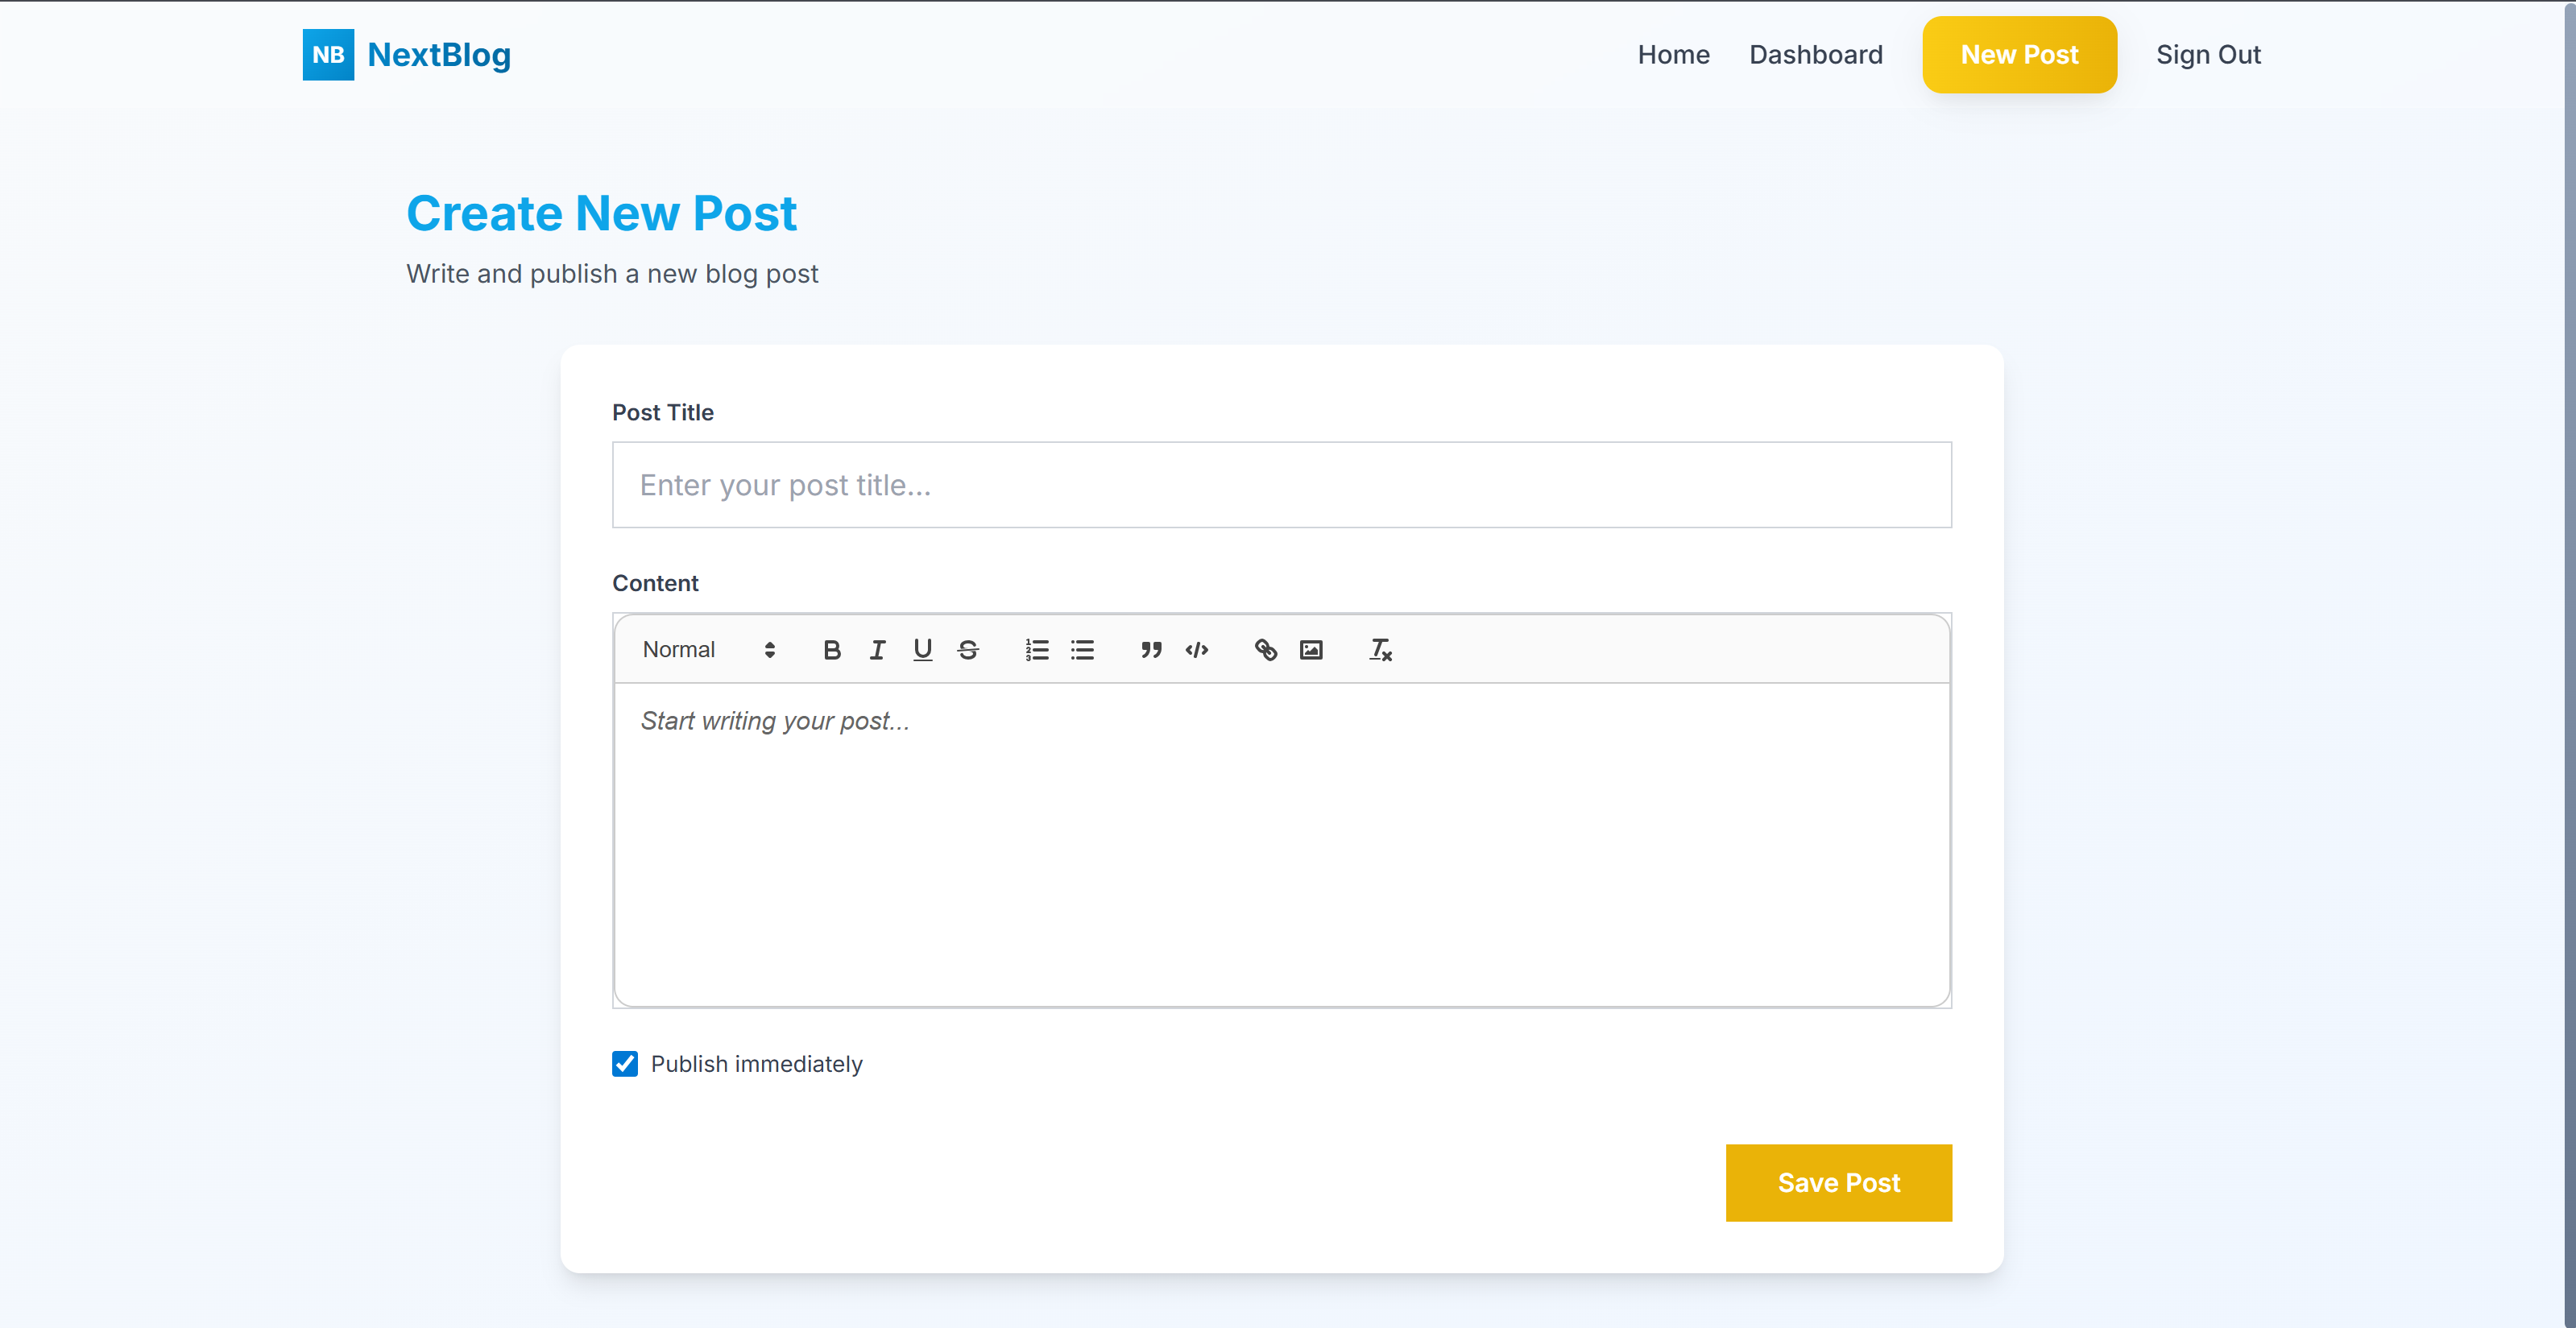 NB NextBlog Home Dashboard New Post Sign Out
Create New Post
Write and publish a new blog post
Post Title
Enter your post title...
Content
Normal
Start writing your post...
Publish immediately
Save Post